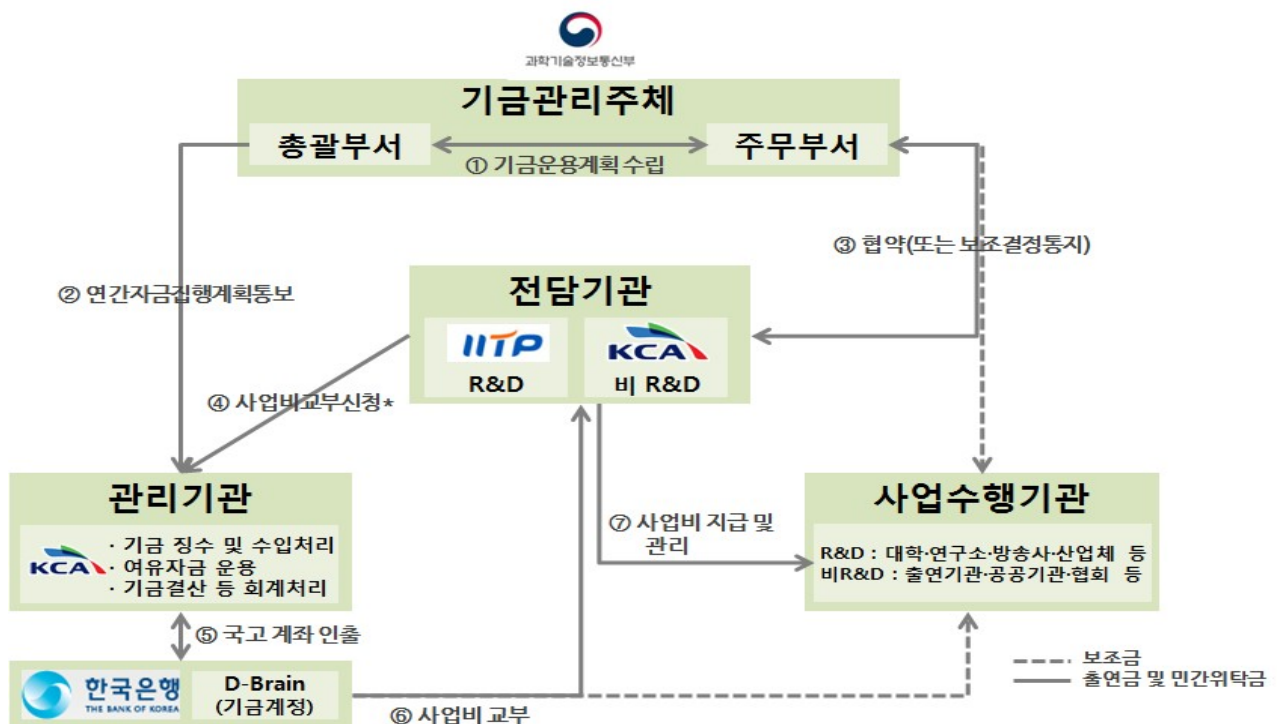 과학기술정보통신부
기금관리주체
총괄부서
주무부서
① 기금운용계획 수립
③ 협약(또는 보조결정통지)
② 연간자금집행계획통보
전담기관
IITP
KCA
R&D
비 R&D
④ 사업비교부신청*
관리기관
KCA
· 기금 징수 및 수입처리
· 여유자금 운용
· 기금결산 등 회계처리
⑦ 사업비 지급 및
관리
사업수행기관
R&D : 대학·연구소·방송사·산업체 등
비R&D : 출연기관·공공기관·협회 등
⑤ 국고 계좌 인출
한국은행
THE BANK OF KOREA
D-Brain
(기금계정)
⑥ 사업비 교부
보조금
출연금 및 민간위탁금